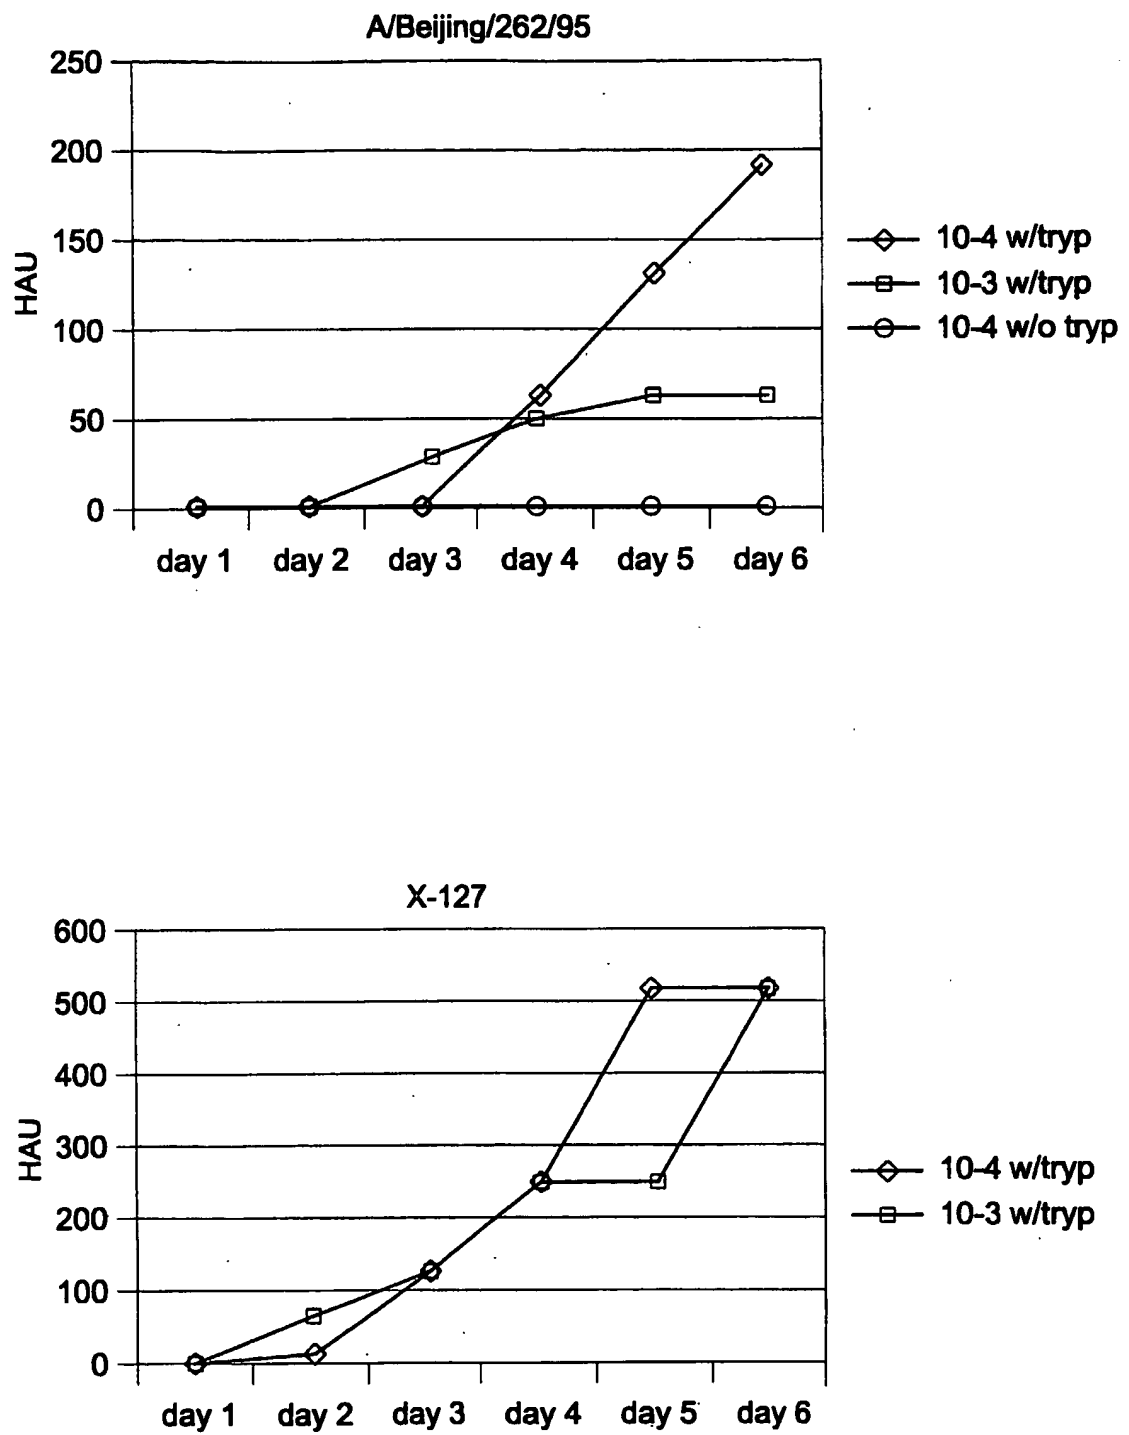 A/Beijing/262/95
250
200
150
100
50
0
HAU
day 1 day 2 day 3 day 4 day 5 day 6
10-4 w/tryp
10-3 w/tryp
10-4 w/o tryp
X-127
600
500
400
300
200
100
0
HAU
day 1 day 2 day 3 day 4 day 5 day 6
10-4 w/tryp
10-3 w/tryp